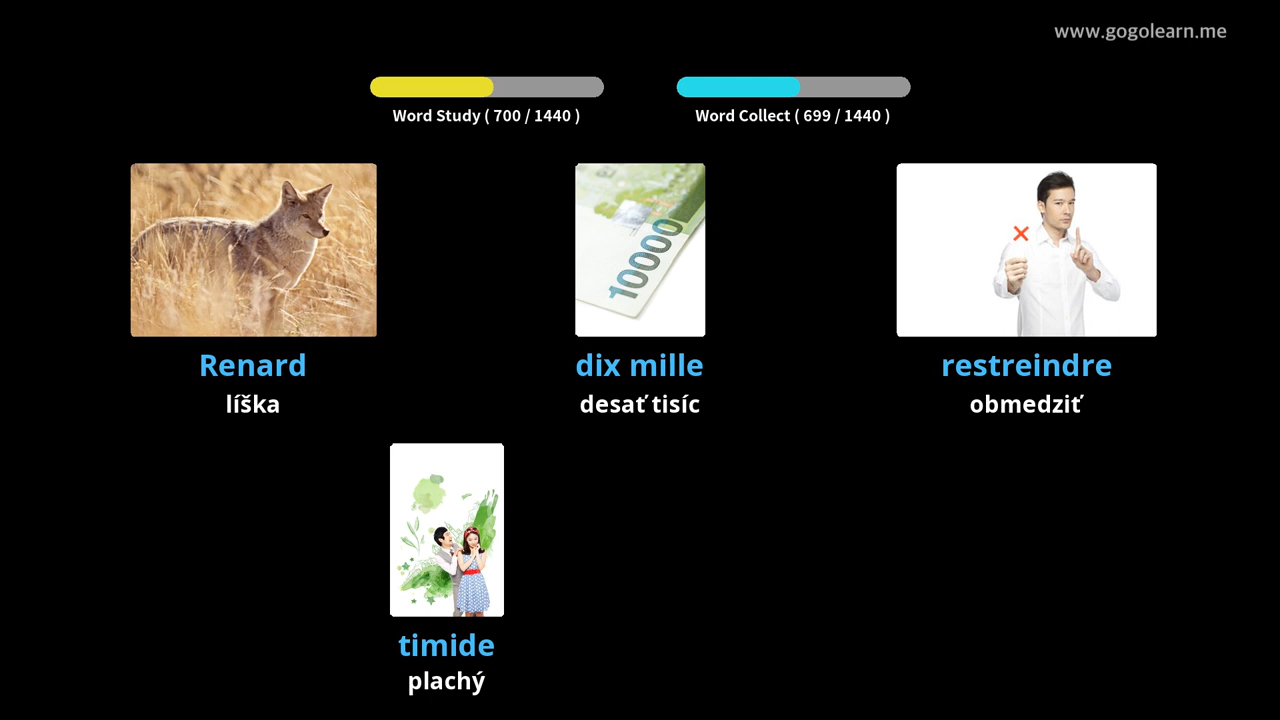 www.gogolearn.me
Word Study ( 700 / 1440 )
Word Collect ( 699 / 1440 )
10000
Renard
líška
dix mille
desať tisíc
restreindre
obmedziť
timide
plachý